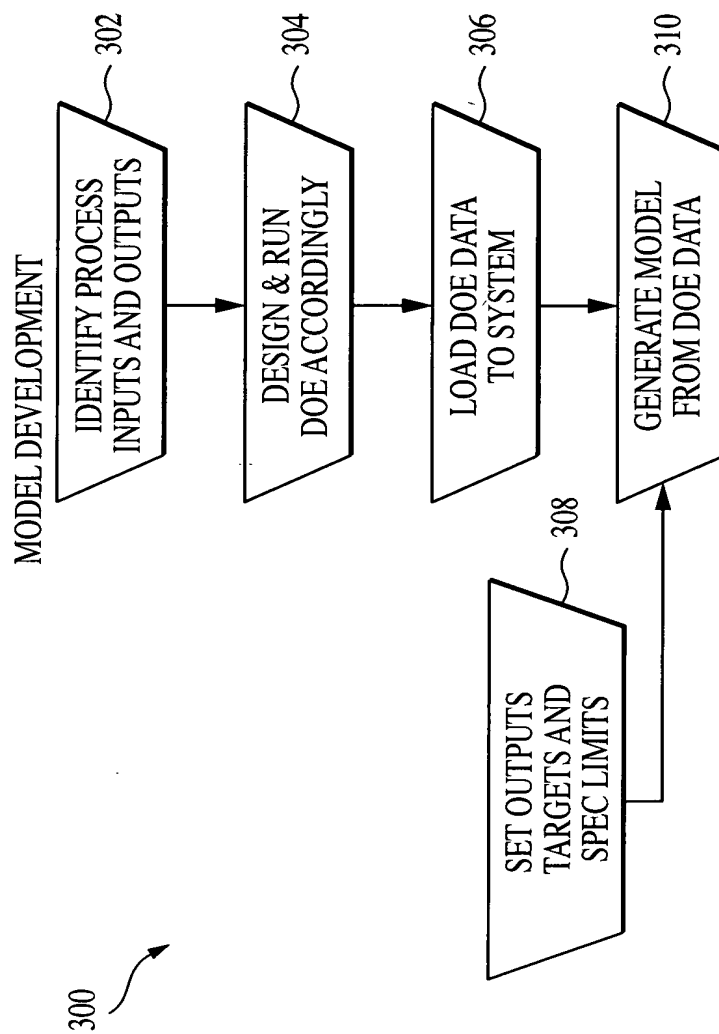 MODEL DEVELOPMENT
302
IDENTIFY PROCESS
INPUTS AND OUTPUTS
304
DESIGN & RUN
DOE ACCORDINGLY
306
LOAD DOE DATA
TO SYSTEM
308
SET OUTPUTS
TARGETS AND
SPEC LIMITS
310
GENERATE MODEL
FROM DOE DATA
300